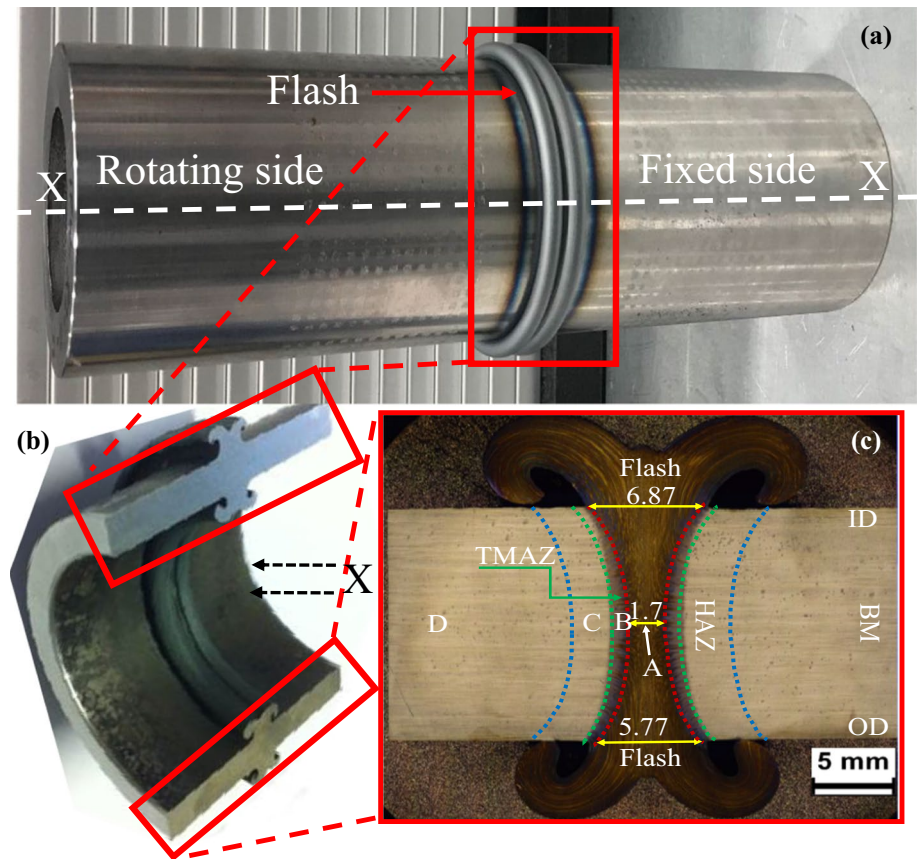 (a)
Flash
X Rotating side Fixed side X
(b)
X
(c)
Flash
6.87
ID
TMAZ
D C B 1.7 HAZ BM
A
5.77
OD
Flash
5 mm